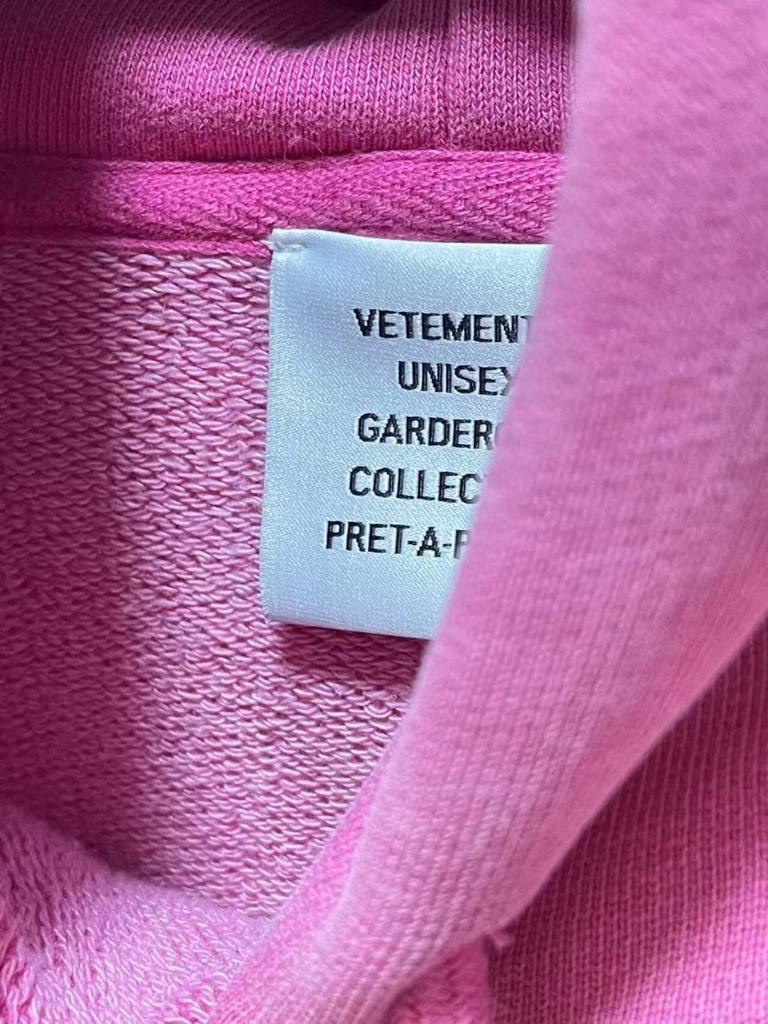 VETEMENT
UNISEX
GARDERO
COLLEC
PRET-A-P